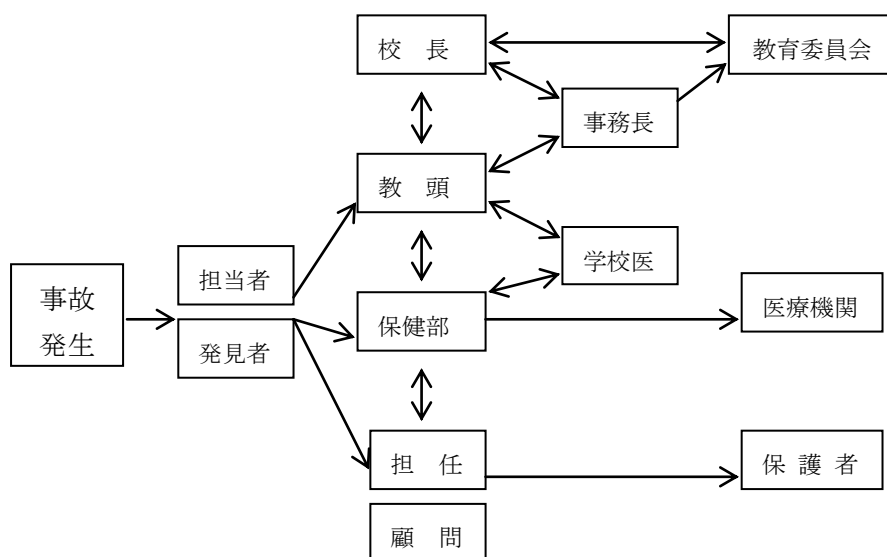 校　長
教育委員会
事務長
教　頭
学校医
担当者
事故
発生
発見者
保健部
医療機関
担　任
保 護 者
顧　問